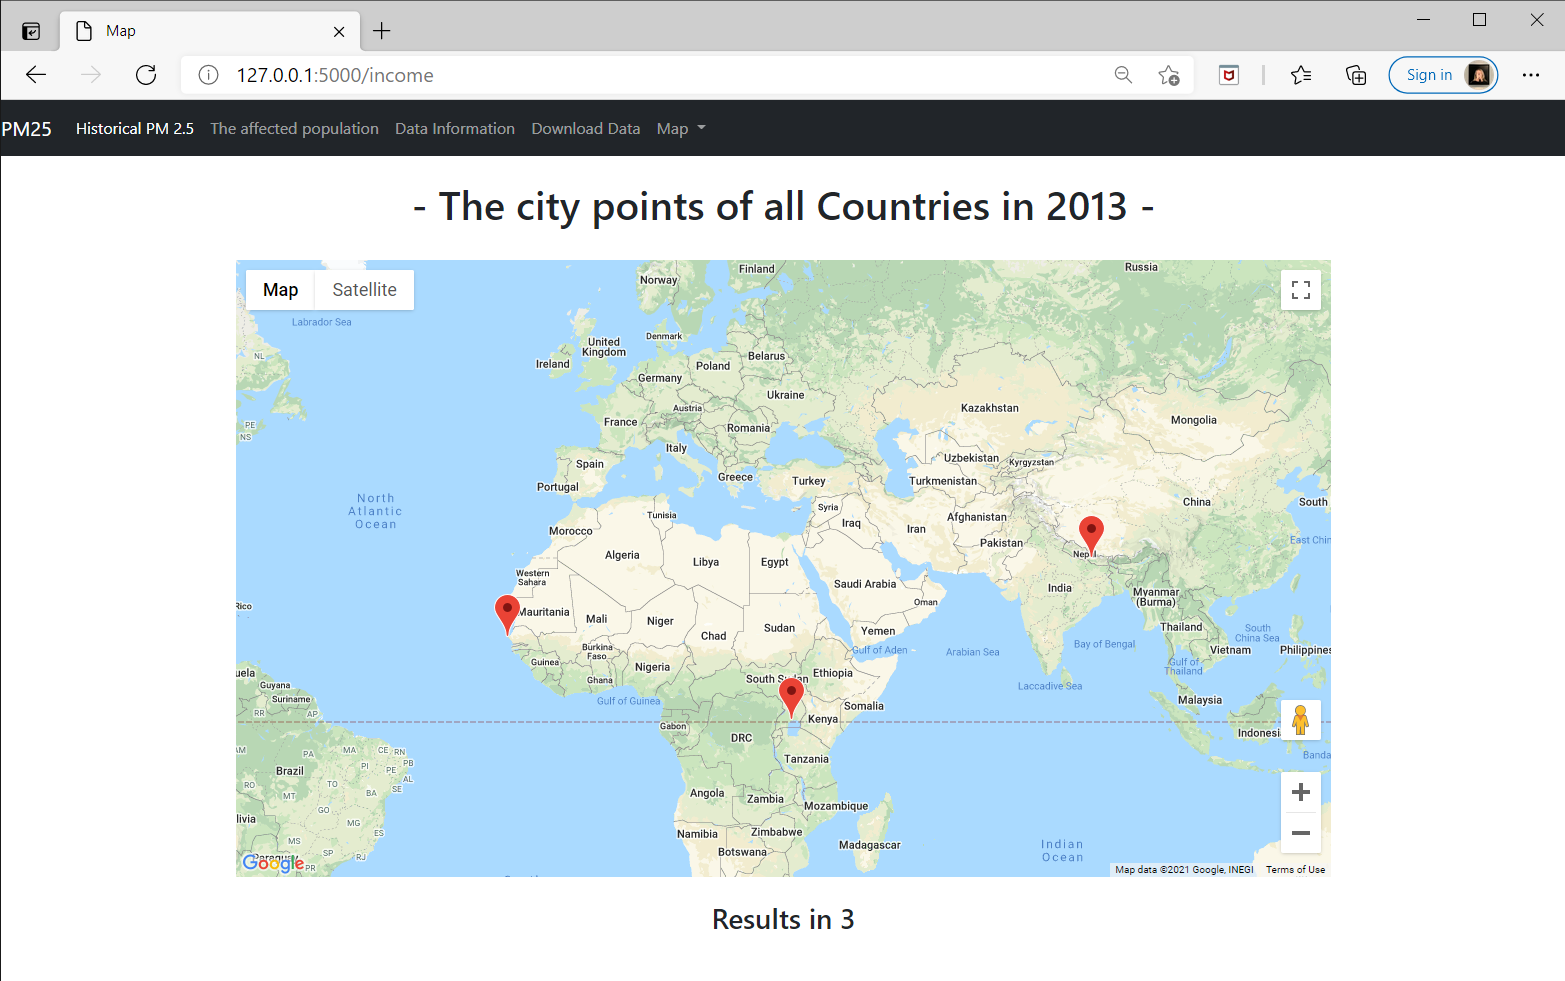 Map
127.0.0.1:5000/income
Sign in
PM25 Historical PM 2.5 The affected population Data Information Download Data Map
- The city points of all Countries in 2013 -
Map Satellite
Finland
Russia
Norway
Labrador Sea
Denmark
United
Kingdom
Ireland
NL
Belarus
Poland
Germany
Ukraine
Austria
Kazakhstan
France
Mongolia
PE
NS
Romania
Italy
Uzbekistan
Kyrgyzstan
Spain
Greece
Turkey
Turkmenistan
Portugal
North
Atlantic
Ocean
China
South
Syria
Tunisia
Afghanistan
Iraq
Iran
Morocco
Pakistan
East Chin
Algeria
Libya
Egypt
Nepal
Western
Sahara
Saudi Arabia
India
Myanmar
(Burma)
Oman
Rico
Mauritania
Mali
Niger
Chad
Sudan
Yemen
Thailand
South
China Sea
Bay of Bengal
Burkina
Faso
Gulf of Aden
Arabian Sea
Vietnam
Philippines
Guinea
Nigeria
Ethiopia
Gulf of
Thailand
uela
Ghana
South Sudan
Guyana
Laccadive Sea
Suriname
Gulf of Guinea
Somalia
Malaysia
RR
AP
Gabon
Kenya
DRC
Indonesi
AM
PA
MA
CE
RN
Tanzania
Banda
PB
Brazil
PI
PE
AL
RO
TO
BA
SE
MT
Angola
Zambia
Mozambique
GO
livia
MG
ES
Namibia
Zimbabwe
MS
Madagascar
Indian
Ocean
SP
RJ
Botswana
Paraguay
PR
Google
Map data ©2021 Google, INEGI Terms of Use
Results in 3